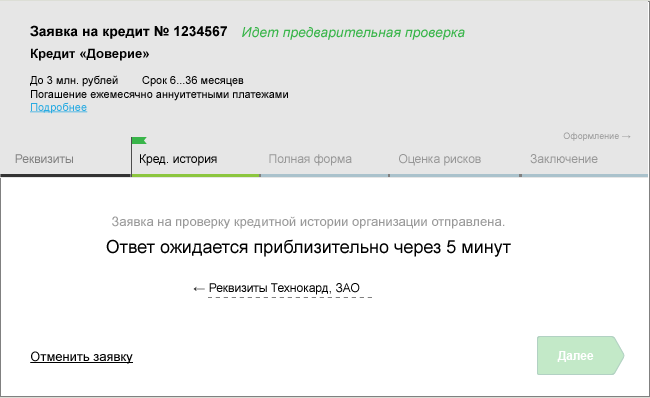 Заявка на кредит № 1234567 Идет предварительная проверка
Кредит «Доверие»
До 3 млн. рублей Срок 6...36 месяцев
Погашение ежемесячно аннуитетными платежами
Подробнее
Оформление →
Реквизиты Кред. история Полная форма Оценка рисков Заключение
Заявка на проверку кредитной истории организации отправлена.
Ответ ожидается приблизительно через 5 минут
← Реквизиты Технокард, ЗАО
Отменить заявку Далее